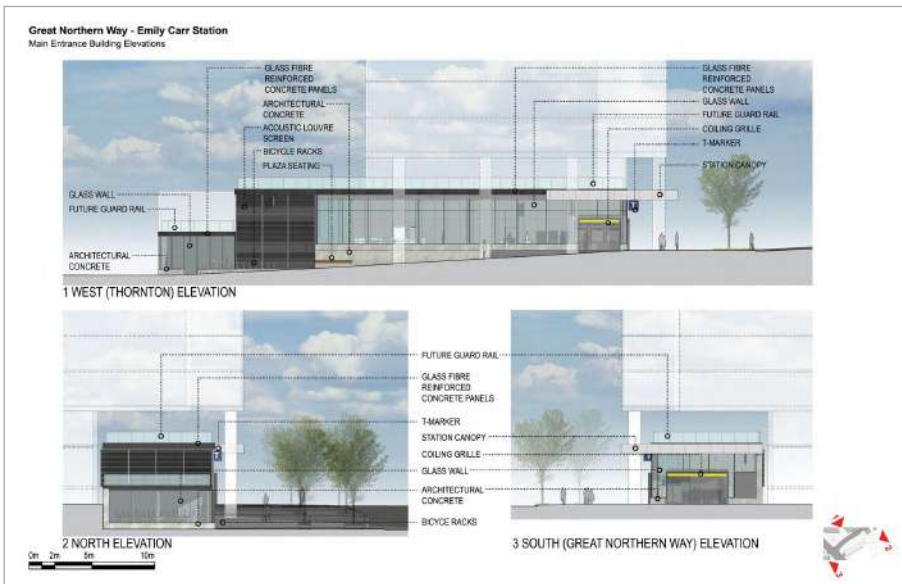 Great Northern Way - Emily Carr Station
Main Entrance Building Elevations
GLASS FIBRE
REINFORCED
CONCRETE PANELS
ARCHITECTURAL
CONCRETE
ACOUSTIC LOUVRE
SCREEN
BICYCLE RACKS
PLAZA SEATING
GLASS WALL
FUTURE GUARD RAIL
ARCHITECTURAL
CONCRETE
GLASS FIBRE
REINFORCED
CONCRETE PANELS
GLASS WALL
FUTURE GUARD RAIL
COILING GRILLE
T-MARKER
STATION CANOPY
1 WEST (THORNTON) ELEVATION
FUTURE GUARD RAIL
GLASS FIBRE
REINFORCED
CONCRETE PANELS
T-MARKER
STATION CANOPY
COILING GRILLE
GLASS WALL
ARCHITECTURAL
CONCRETE
BICYCE RACKS
2 NORTH ELEVATION
3 SOUTH (GREAT NORTHERN WAY) ELEVATION
0m 2m 5m 10m
1
2
3